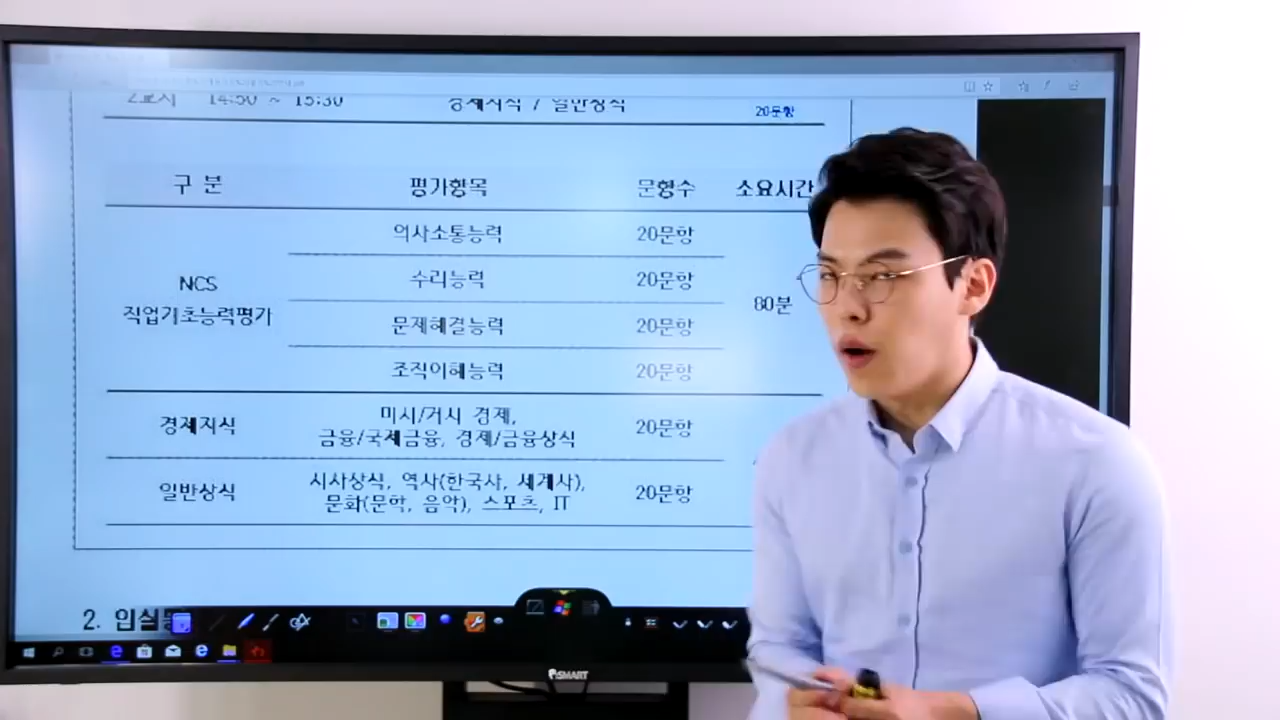 2교시 14:50 ~ 15:30 경제지식 / 일반상식 20문항
구 분 평가항목 문항수 소요시간
의사소통능력 20문항
수리능력 20문항
NCS
직업기초능력평가
80분
문제해결능력 20문항
조직이해능력 20문항
경제지식
미시/거시 경제,
금융/국제금융, 경제/금융상식
20문항
일반상식
시사상식, 역사(한국사, 세계사),
문화(문학, 음악), 스포츠, IT
20문항
2. 입실
SMART